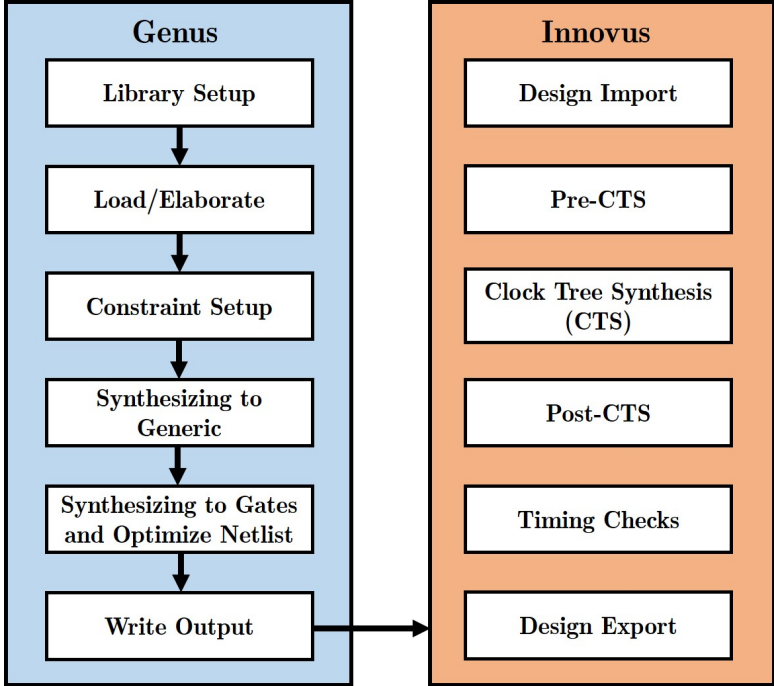 Genus
Library Setup
Load/Elaborate
Constraint Setup
Synthesizing to
Generic
Synthesizing to Gates
and Optimize Netlist
Write Output
Innovus
Design Import
Pre-CTS
Clock Tree Synthesis
(CTS)
Post-CTS
Timing Checks
Design Export